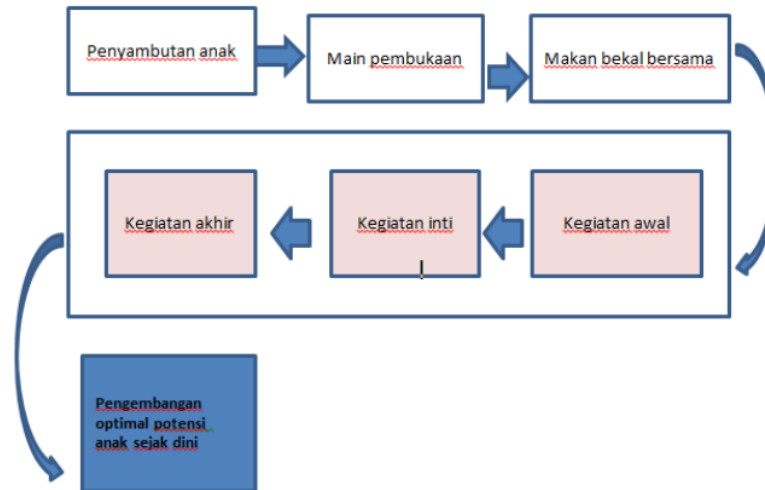 Penyambutan anak
Main pembukaan
Makan bekal bersama
Kegiatan awal
Kegiatan inti
Kegiatan akhir
Pengembangan
optimal potensi
anak sejak dini